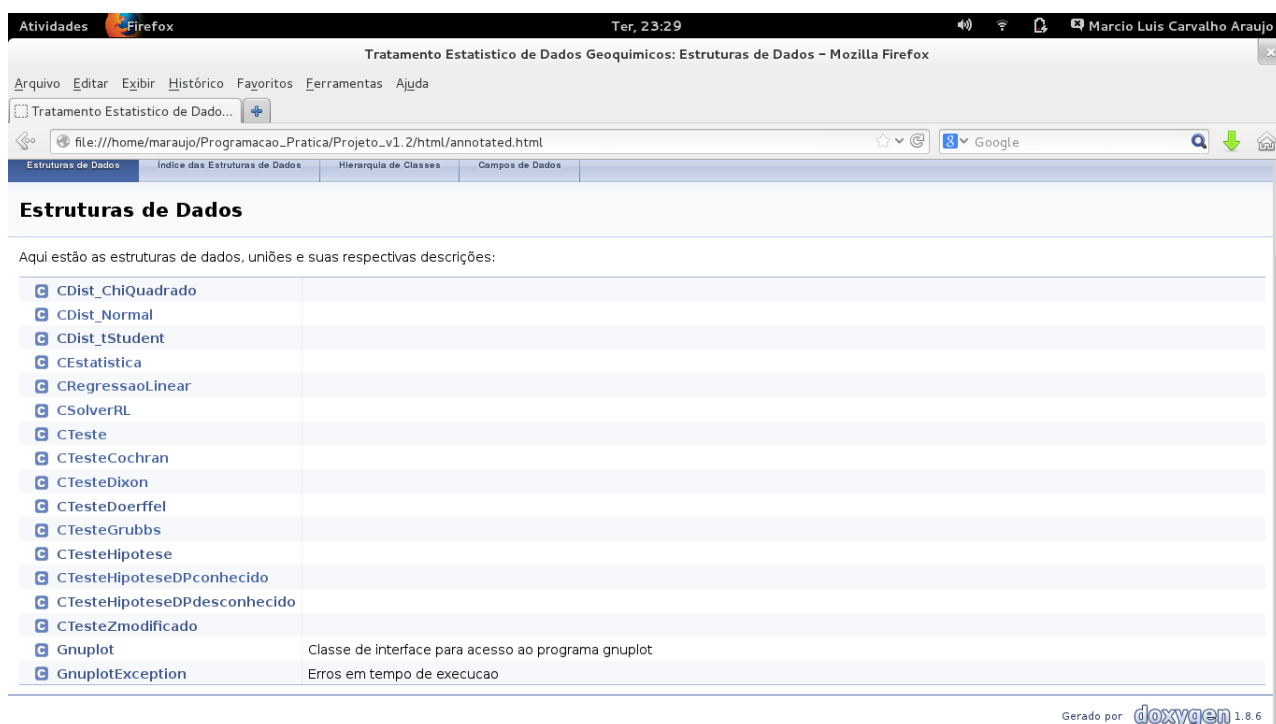 Atividades Firefox Ter, 23:29 Marcio Luis Carvalho Araujo
Tratamento Estatistico de Dados Geoquimicos: Estruturas de Dados – Mozilla Firefox
Arquivo Editar Exibir Histórico Favoritos Ferramentas Ajuda
Tratamento Estatistico de Dado...
file:///home/maraujo/Programacao_Pratica/Projeto_v1.2/html/annotated.html Google
Estruturas de Dados Índice das Estruturas de Dados Hierarquia de Classes Campos de Dados
Estruturas de Dados
Aqui estão as estruturas de dados, uniões e suas respectivas descrições:
C CDist_ChiQuadrado
C CDist_Normal
C CDist_tStudent
C CEstatistica
C CRegressaoLinear
C CSolverRL
C CTeste
C CTesteCochran
C CTesteDixon
C CTesteDoerffel
C CTesteGrubbs
C CTesteHipotese
C CTesteHipoteseDPconhecido
C CTesteHipoteseDPdesconhecido
C CTesteZmodificado
C Gnuplot Classe de interface para acesso ao programa gnuplot
C GnuplotException Erros em tempo de execucao
Gerado por doxygen 1.8.6